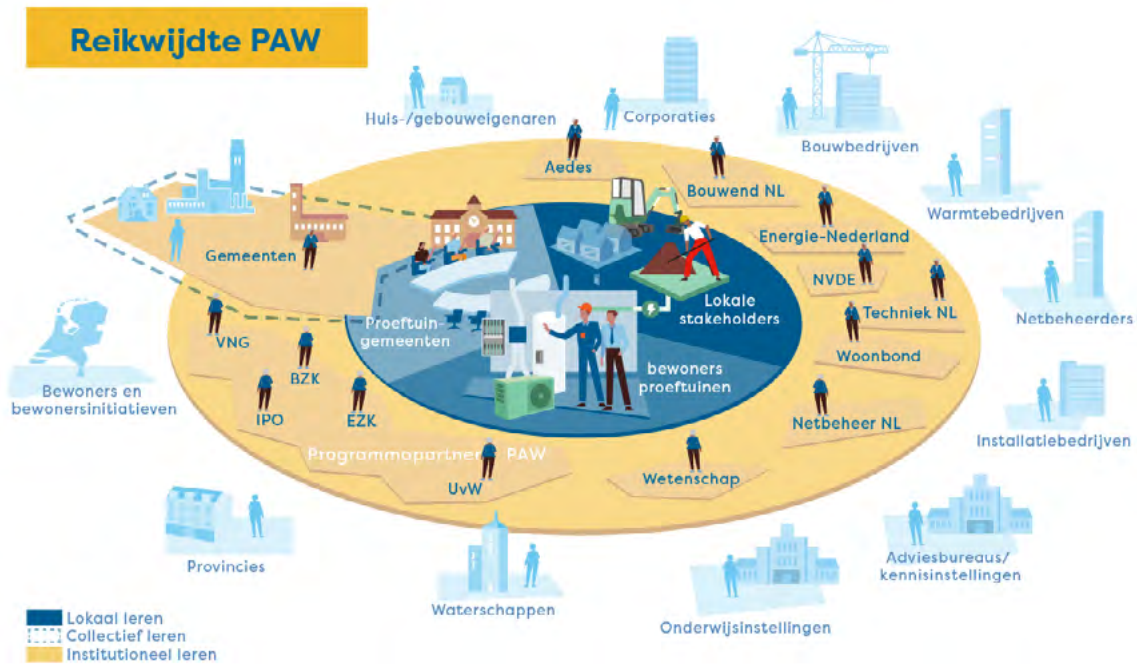 Reikwijdte PAW
Huis-/gebouweigenaren
Corporaties
Bouwbedrijven
Aedes
Bouwend NL
Warmtebedrijven
Gemeenten
Energie-Nederland
NVDE
Lokale
stakeholders
Techniek NL
Netbeheerders
Proeftuin-
gemeenten
VNG
Woonbond
BZK
bewoners
proeftuinen
Bewoners en
bewonersinitiatieven
IPO
EZK
Netbeheer NL
Installatiebedrijven
Programmapartner PAW
UvW
Wetenschap
Provincies
Adviesbureaus/
kennisinstellingen
Waterschappen
Onderwijsinstellingen
Lokaal leren
Collectief leren
Institutioneel leren